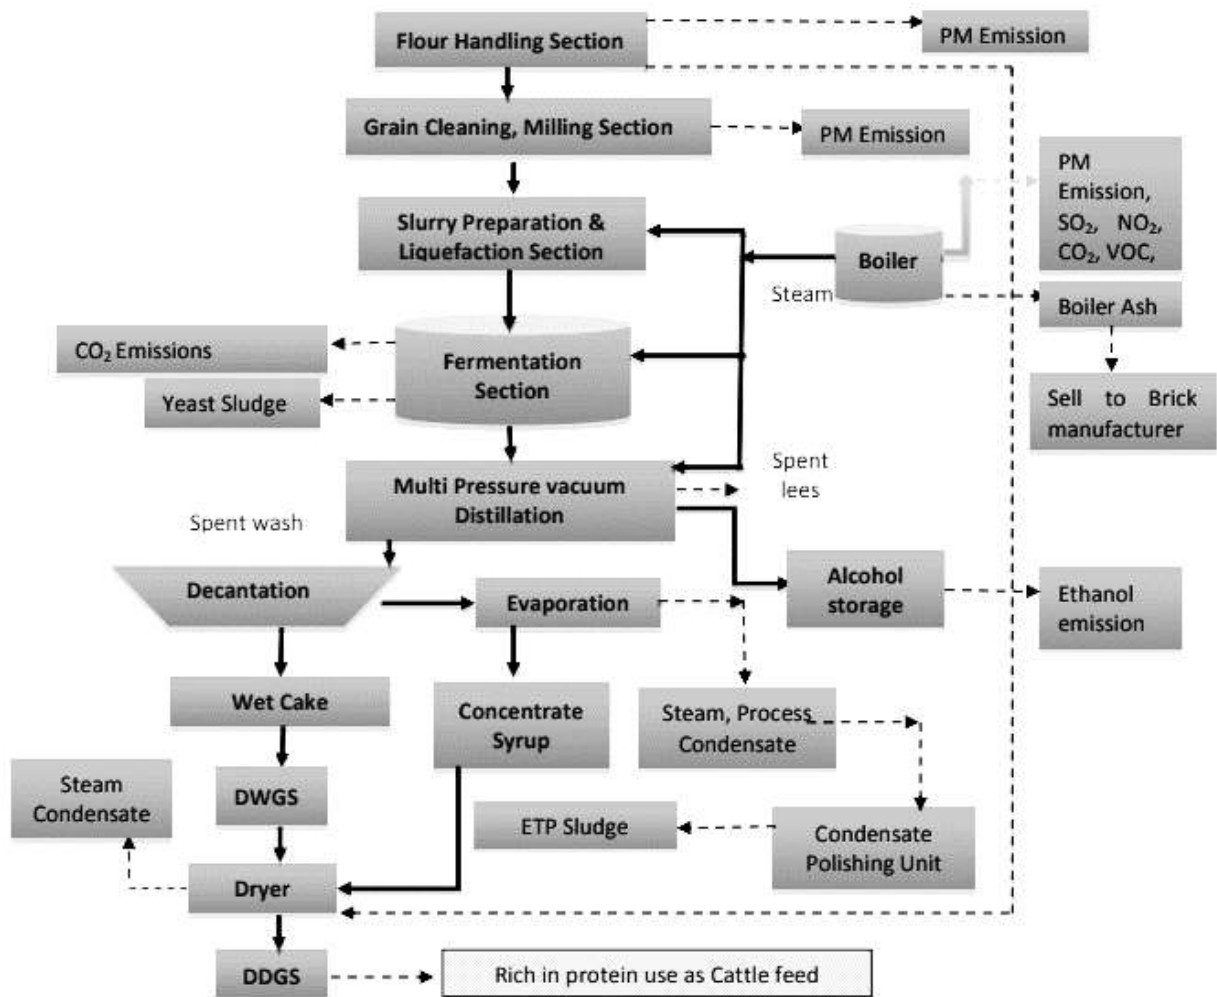 Flour Handling Section
PM Emission
Grain Cleaning, Milling Section
PM Emission
PM
Emission,
SO₂, NO₂,
CO₂, VOC,
Slurry Preparation &
Liquefaction Section
Boiler
Steam
Boiler Ash
CO₂ Emissions
Fermentation
Section
Yeast Sludge
Sell to Brick
manufacturer
Multi Pressure vacuum
Distillation
Spent
lees
Spent wash
Decantation
Evaporation
Alcohol
storage
Ethanol
emission
Wet Cake
Concentrate
Syrup
Steam, Process
Condensate
Steam
Condensate
DWGS
ETP Sludge
Condensate
Polishing Unit
Dryer
DDGS
Rich in protein use as Cattle feed